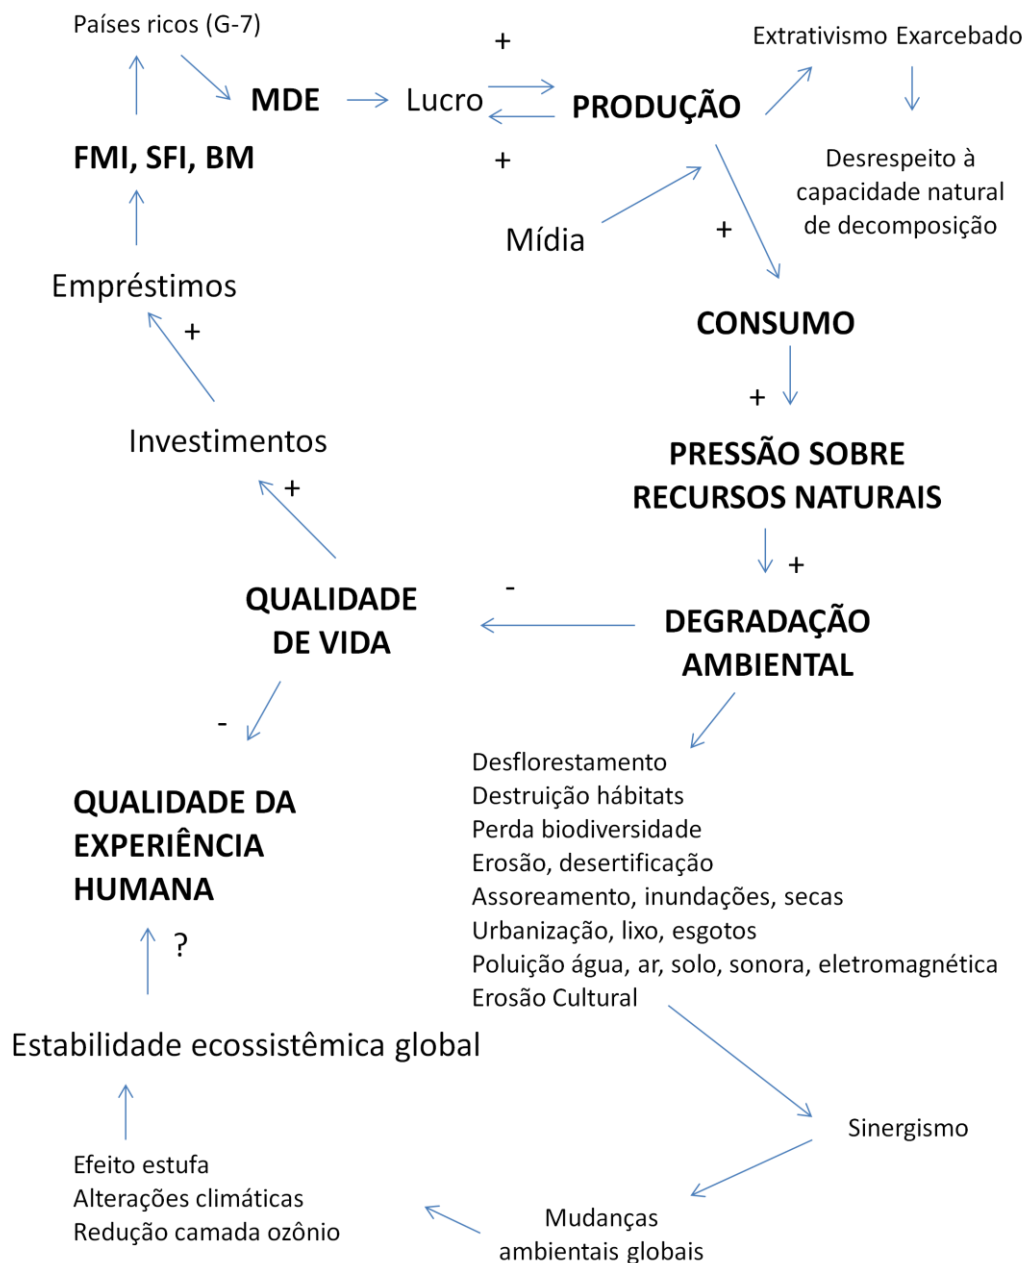 Países ricos (G-7)
+
Extrativismo Exarcebado
MDE
Lucro
PRODUÇÃO
FMI, SFI, BM
+
Desrespeito à
capacidade natural
de decomposição
Mídia
+
Empréstimos
+
CONSUMO
+
Investimentos
+
PRESSÃO SOBRE
RECURSOS NATURAIS
+
QUALIDADE
DE VIDA
-
DEGRADAÇÃO
AMBIENTAL
-
QUALIDADE DA
EXPERIÊNCIA
HUMANA
Desflorestamento
Destruição hábitats
Perda biodiversidade
Erosão, desertificação
Assoreamento, inundações, secas
Urbanização, lixo, esgotos
Poluição água, ar, solo, sonora, eletromagnética
Erosão Cultural
?
Estabilidade ecossistêmica global
Sinergismo
Efeito estufa
Alterações climáticas
Redução camada ozônio
Mudanças
ambientais globais